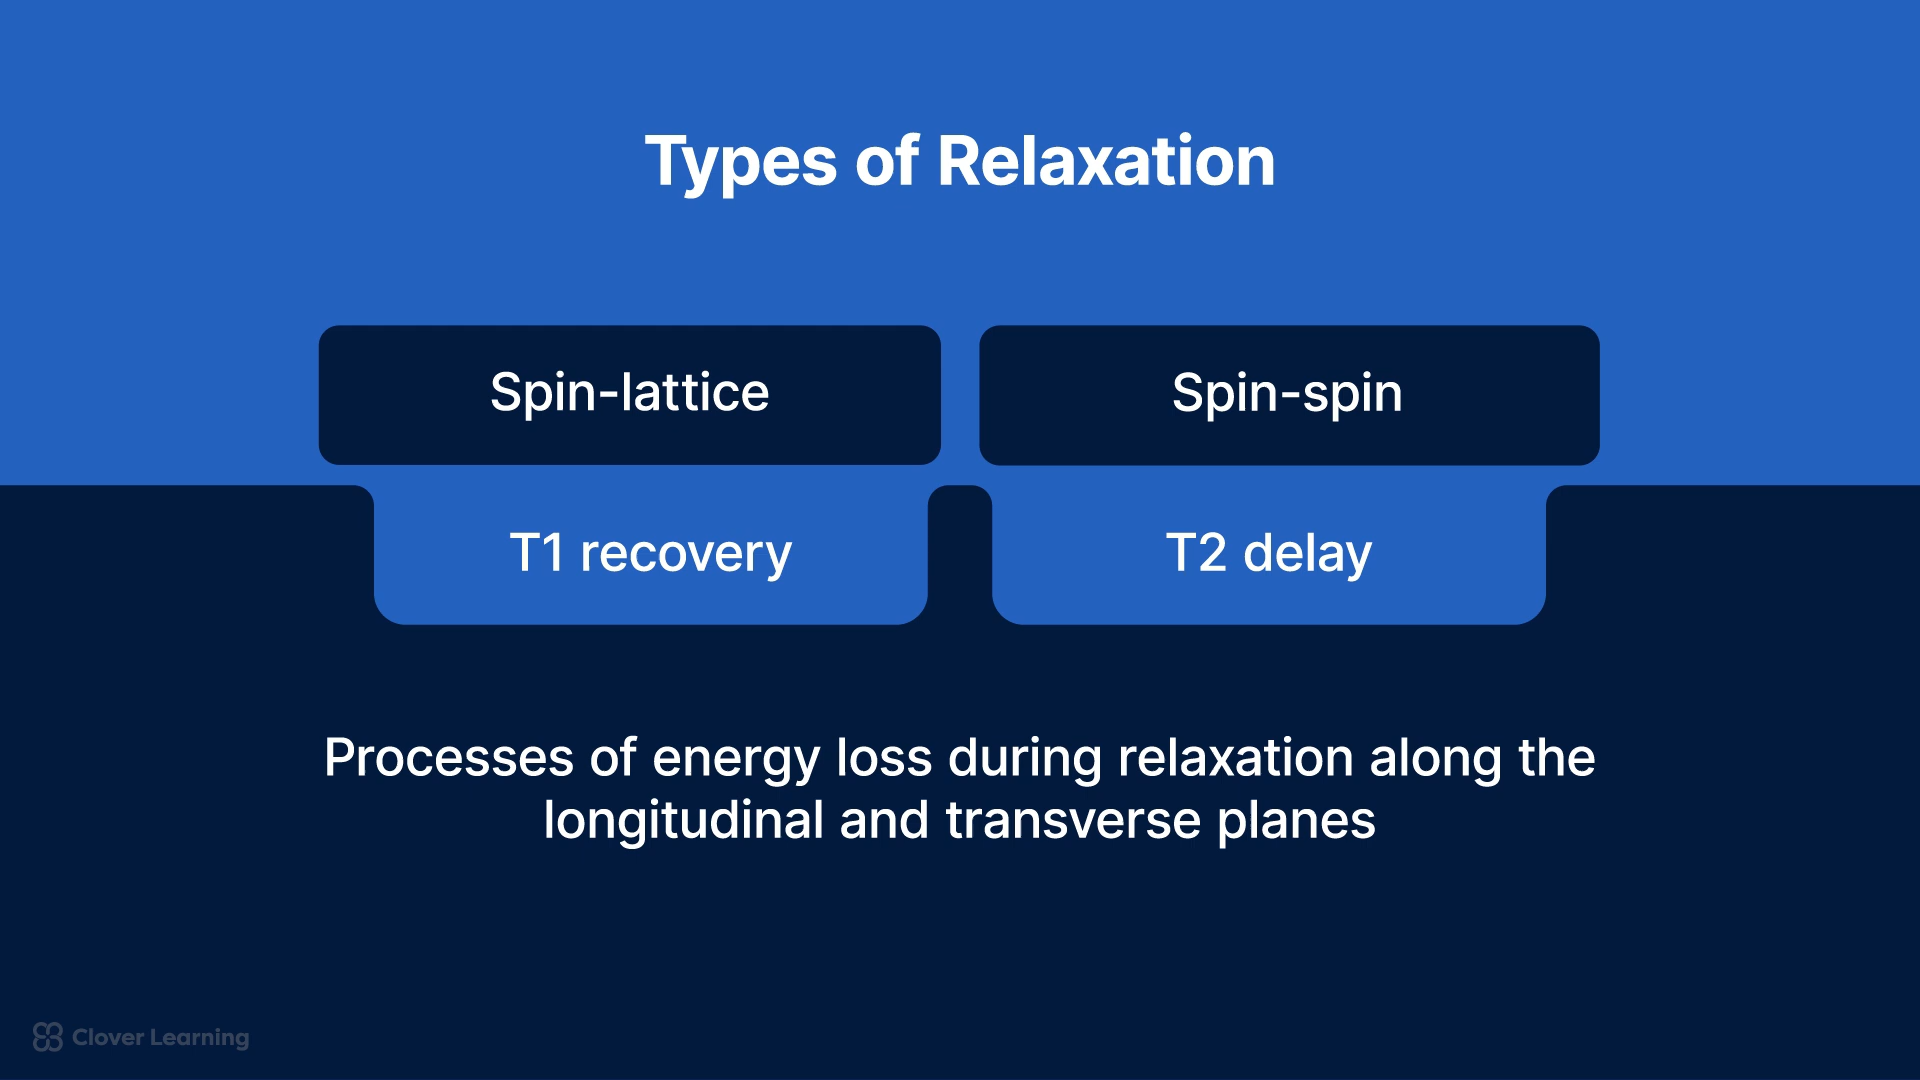 Types of Relaxation
Spin-lattice
Spin-spin
T1 recovery
T2 delay
Processes of energy loss during relaxation along the
longitudinal and transverse planes
Clover Learning